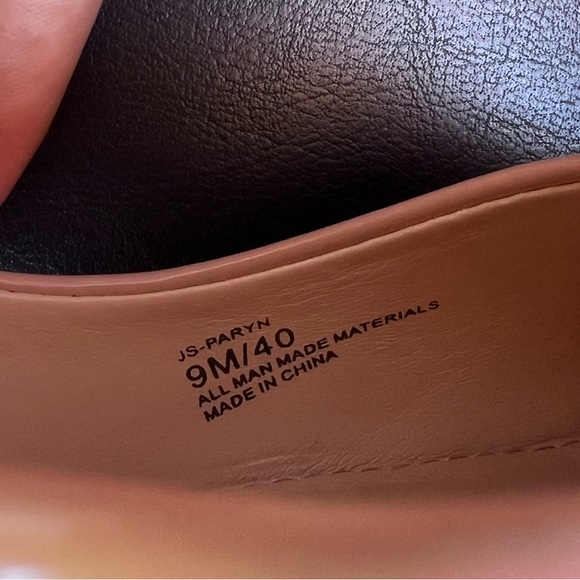 JS-PARYN
9M/40
ALL MAN MADE MATERIALS
MADE IN CHINA